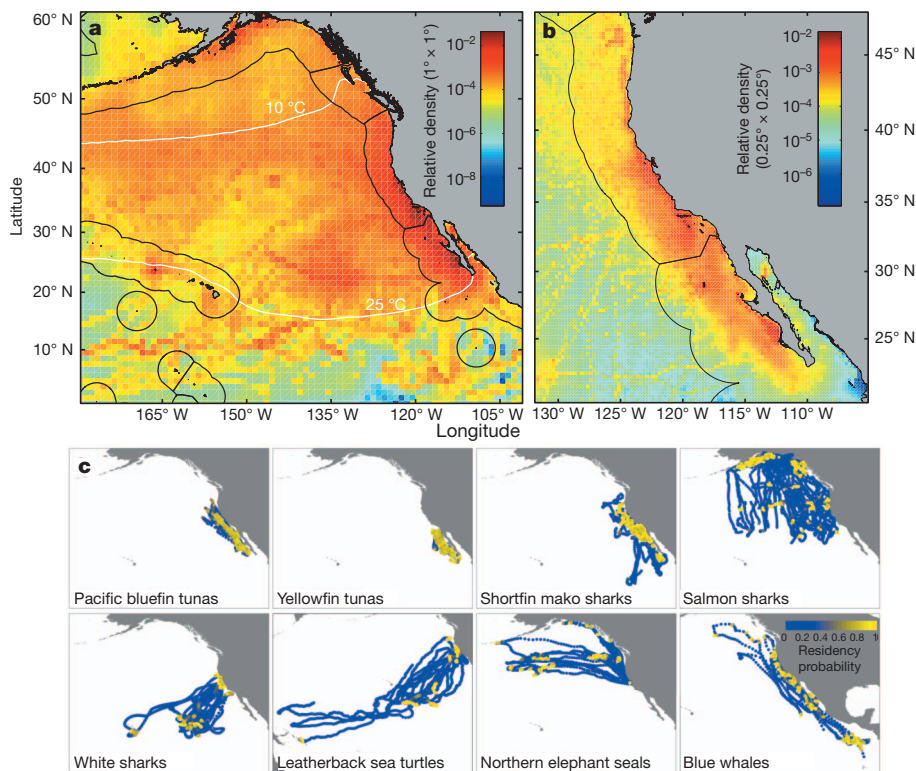 a
60° N
50° N
40° N
30° N
20° N
10° N
Latitude
165° W
150° W
135° W
120° W
105° W
10 °C
25 °C
Relative density (1° × 1°)
10⁻²
10⁻⁴
10⁻⁶
10⁻⁸
b
45° N
40° N
35° N
30° N
25° N
130° W
125° W
120° W
115° W
110° W
Relative density
(0.25° × 0.25°)
10⁻²
10⁻³
10⁻⁴
10⁻⁵
10⁻⁶
Longitude
c
Pacific bluefin tunas
Yellowfin tunas
Shortfin mako sharks
Salmon sharks
White sharks
Leatherback sea turtles
Northern elephant seals
Blue whales
0 0.2 0.4 0.6 0.8 1
Residency
probability